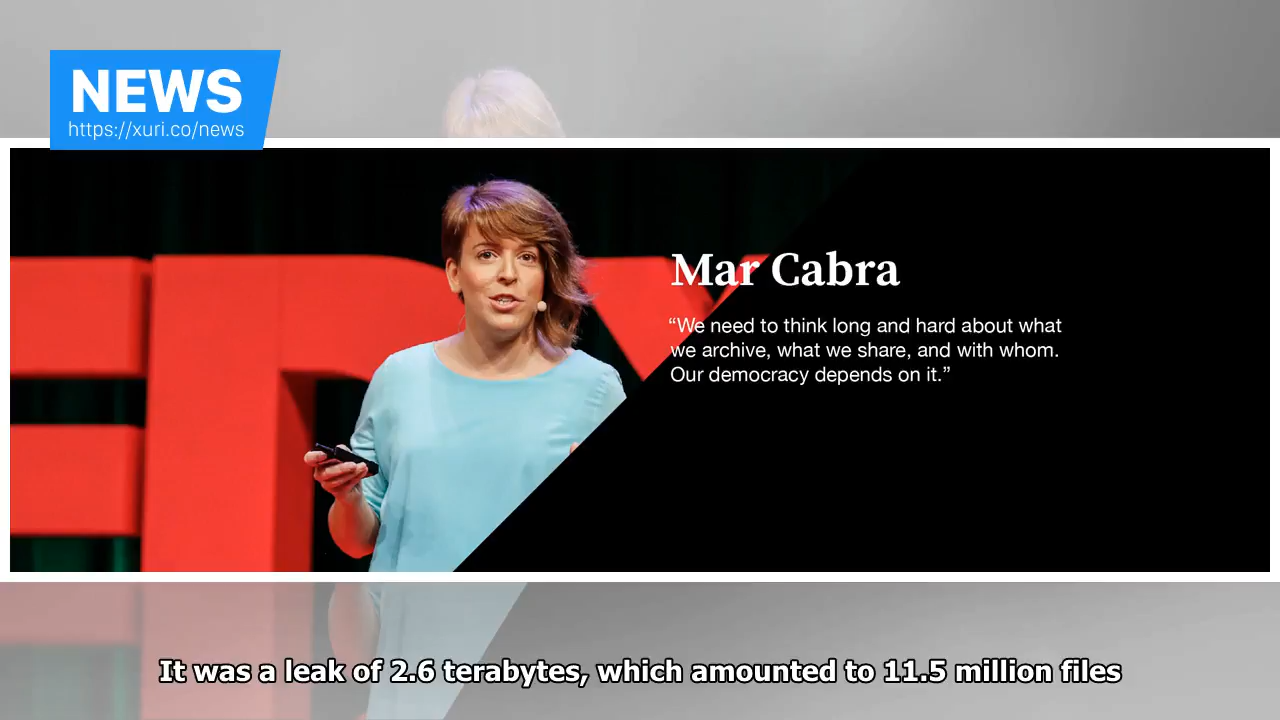 NEWS
https://xuri.co/news
Mar Cabra
“We need to think long and hard about what
we archive, what we share, and with whom.
Our democracy depends on it.”
It was a leak of 2.6 terabytes, which amounted to 11.5 million files